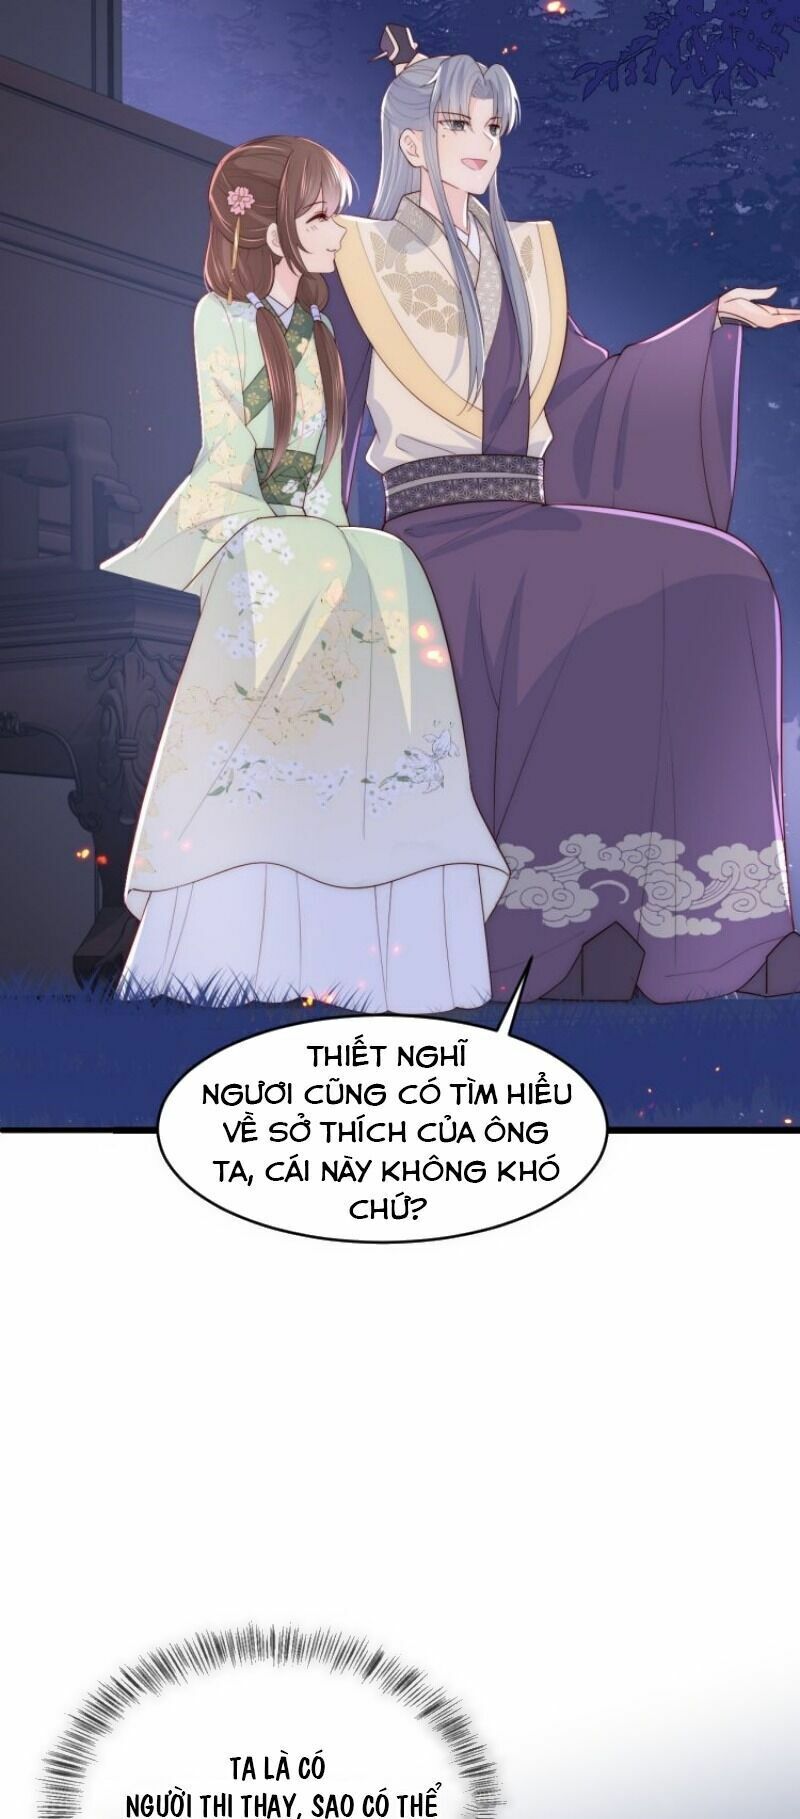 THIẾT NGHĨ
NGƯƠI CŨNG CÓ TÌM HIỂU
VỀ SỞ THÍCH CỦA ÔNG
TA, CÁI NÀY KHÔNG KHÓ
CHỨ?
TA LÀ CÓ
NGƯỜI THI THAY, SAO CÓ THỂ